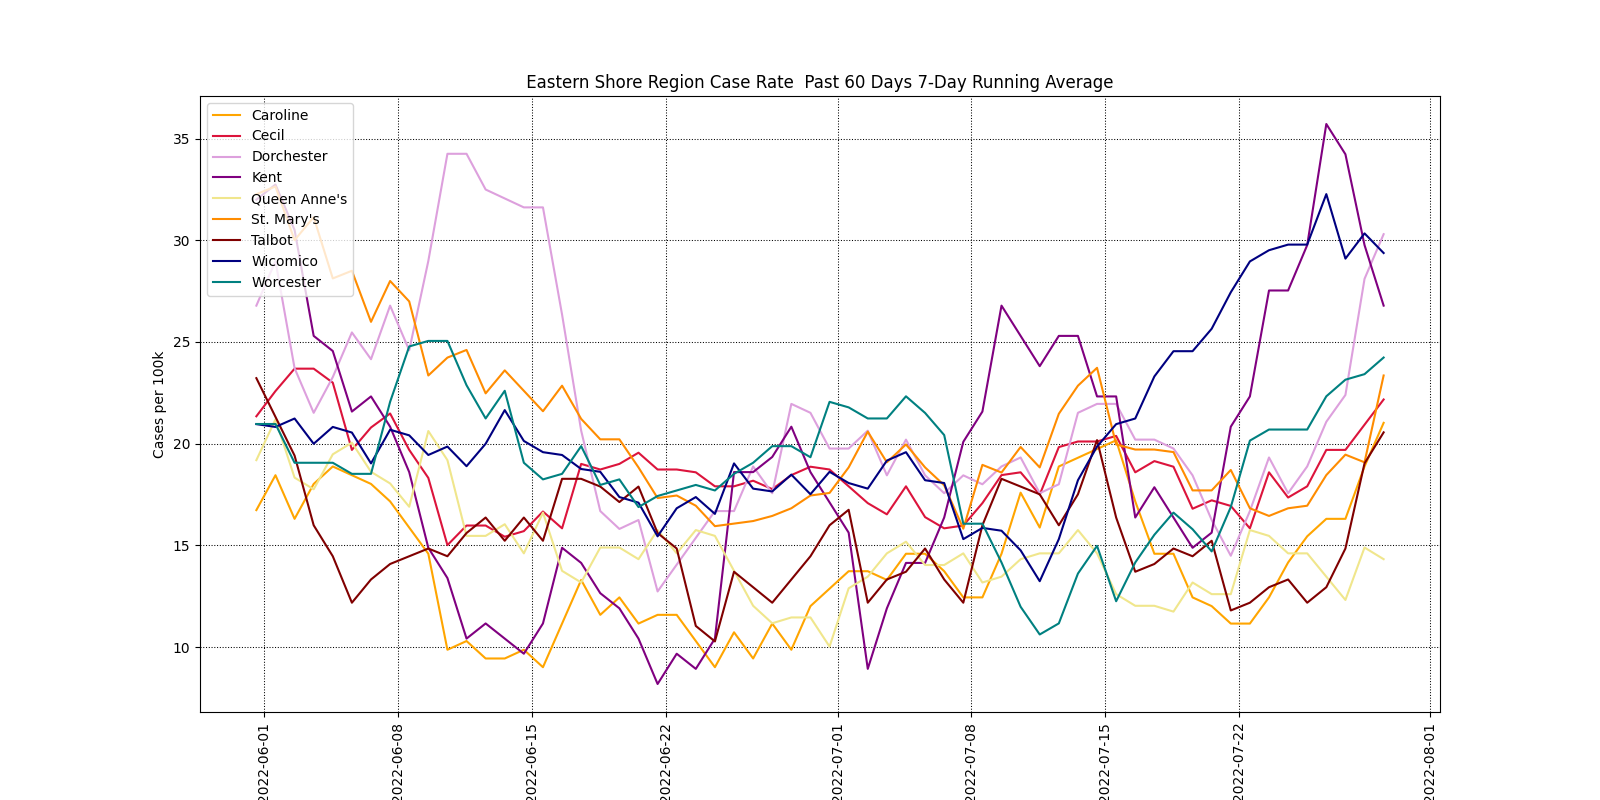 Eastern Shore Region Case Rate  Past 60 Days 7-Day Running Average
Caroline
Cecil
Dorchester
Kent
Queen Anne's
St. Mary's
Talbot
Wicomico
Worcester
35
30
25
20
15
10
Cases per 100k
2022-06-01
2022-06-08
2022-06-15
2022-06-22
2022-07-01
2022-07-08
2022-07-15
2022-07-22
2022-08-01